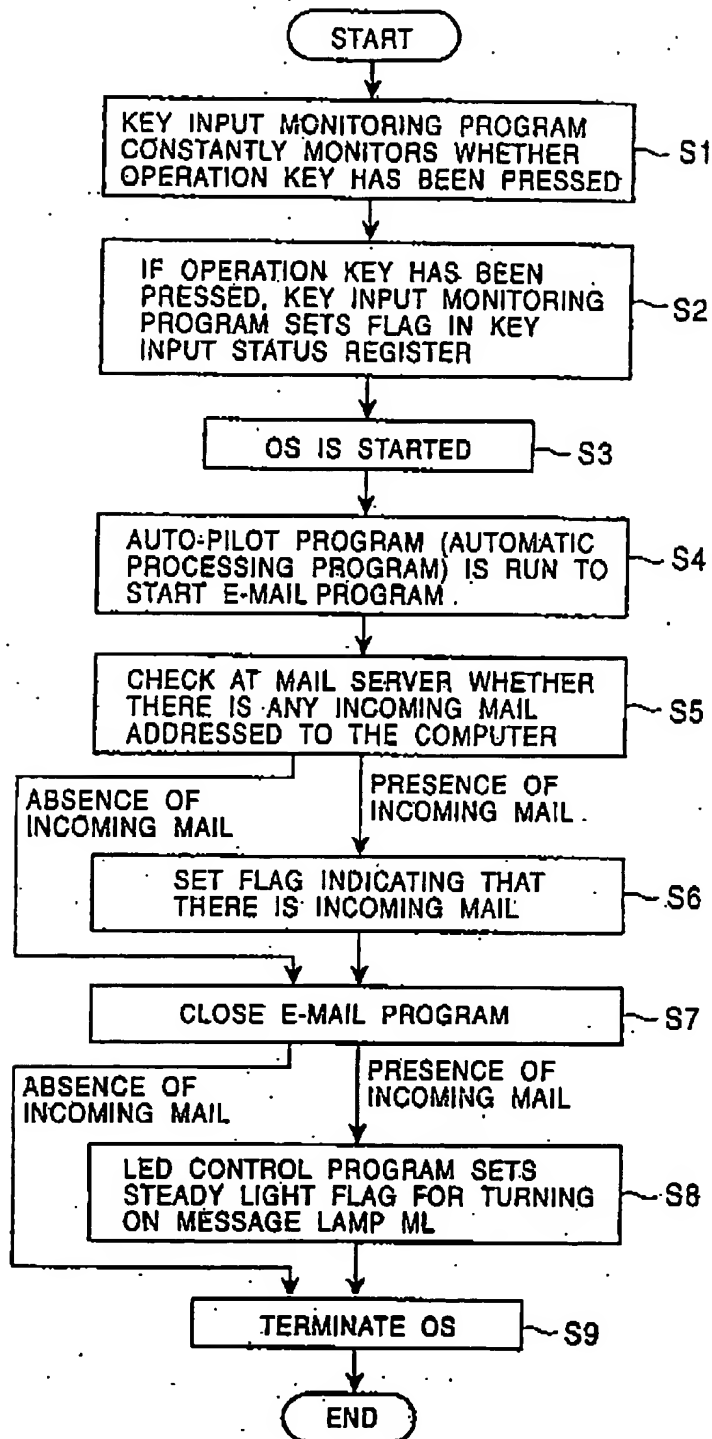 START
KEY INPUT MONITORING PROGRAM
CONSTANTLY MONITORS WHETHER
OPERATION KEY HAS BEEN PRESSED
S1
IF OPERATION KEY HAS BEEN
PRESSED, KEY INPUT MONITORING
PROGRAM SETS FLAG IN KEY
INPUT STATUS REGISTER
S2
OS IS STARTED
S3
AUTO-PILOT PROGRAM (AUTOMATIC
PROCESSING PROGRAM) IS RUN TO
START E-MAIL PROGRAM.
S4
CHECK AT MAIL SERVER WHETHER
THERE IS ANY INCOMING MAIL
ADDRESSED TO THE COMPUTER
S5
ABSENCE OF
INCOMING MAIL
PRESENCE OF
INCOMING MAIL.
SET FLAG INDICATING THAT
THERE IS INCOMING MAIL
S6
CLOSE E-MAIL PROGRAM
S7
ABSENCE OF
INCOMING MAIL
PRESENCE OF
INCOMING MAIL
LED CONTROL PROGRAM SETS
STEADY LIGHT FLAG FOR TURNING
ON MESSAGE LAMP ML
S8
TERMINATE OS
S9
END